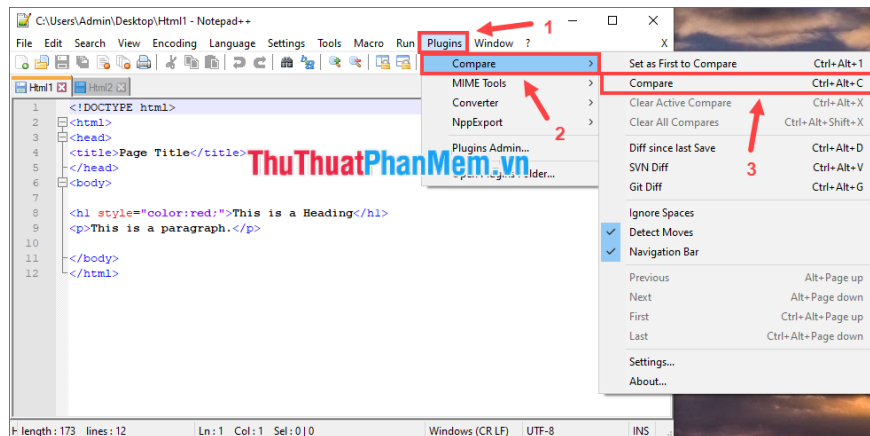 C:\Users\Admin\Desktop\Html1 - Notepad++
1
File Edit Search View Encoding Language Settings Tools Macro Run Plugins Window ? X
Html1 Html2
1 <!DOCTYPE html>
2 <html>
3 <head>
4 <title>Page Title</title>
5 </head>
6 <body>
7
8 <h1 style="color:red;">This is a Heading</h1>
9 <p>This is a paragraph.</p>
10
11 </body>
12 </html>
ThuThuatPhanMem.vn
Compare >
MIME Tools >
Converter >
NppExport >
2
Plugins Admin...
Set as First to Compare Ctrl+Alt+1
Compare Ctrl+Alt+C
Clear Active Compare Ctrl+Alt+X
Clear All Compares Ctrl+Alt+Shift+X
3
Diff since last Save Ctrl+Alt+D
SVN Diff Ctrl+Alt+V
Git Diff Ctrl+Alt+G
Ignore Spaces
Detect Moves
Navigation Bar
Previous Alt+Page up
Next Alt+Page down
First Ctrl+Alt+Page up
Last Ctrl+Alt+Page down
Settings...
About...
length : 173 lines : 12 Ln : 1 Col : 1 Sel : 0 | 0 Windows (CR LF) UTF-8 INS